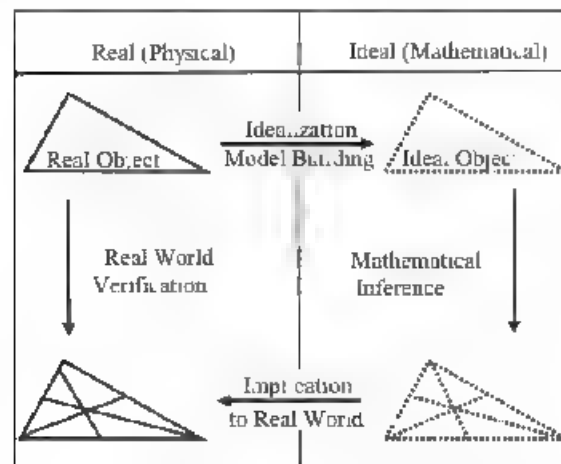 Real (Physical)
Ideal (Mathematical)
Real Object
Idealization
Model Building
Ideal Object
Real World
Verification
Mathematical
Inference
Implication
to Real World